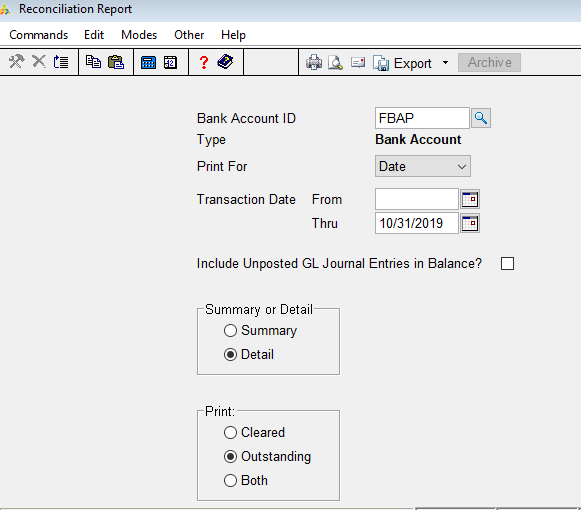 Reconciliation Report
Commands Edit Modes Other Help
Export Archive
Bank Account ID FBAP
Type Bank Account
Print For Date
Transaction Date From
Thru 10/31/2019
Include Unposted GL Journal Entries in Balance?
Summary or Detail
Summary
Detail
Print:
Cleared
Outstanding
Both